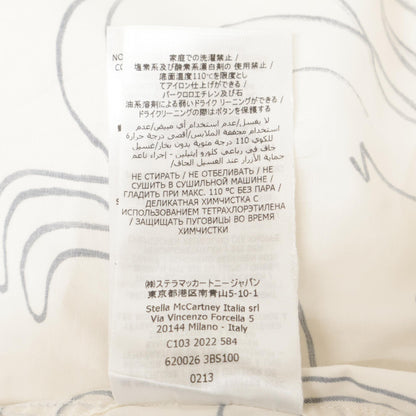 家庭での洗濯禁止 /
塩素系及び酸素系漂白剤の使用禁止 /
底面温度110℃を限度とし
てアイロン仕上げができる /
パークロロエチレン及び石
油系溶剤による弱いドライクリーニングができる /
ドライクリーニングの際はボタンを保護する
لا يغسل/عدم استخدام أي مبيض/عدم
استخدام مجففة الملابس/أقصى درجة حرارة
للكوي 110 درجة مئوية بدون بخار/غسيل
جاف في رباعي كلورو إيثيلين - إجراء ناعم
حماية الأزرار عند الغسيل الجاف/
НЕ СТИРАТЬ / НЕ ОТБЕЛИВАТЬ / НЕ
СУШИТЬ В СУШИЛЬНОЙ МАШИНЕ /
ГЛАДИТЬ ПРИ МАКС. 110 °C БЕЗ ПАРА /
ДЕЛИКАТНАЯ ХИМЧИСТКА С
ИСПОЛЬЗОВАНИЕМ ТЕТРАХЛОРЭТИЛЕНА
/ ЗАЩИЩАТЬ ПУГОВИЦЫ ВО ВРЕМЯ
ХИМЧИСТКИ
㈱ステラマッカートニージャパン
東京都港区南青山5-10-1
Stella McCartney Italia srl
Via Vincenzo Forcella 5
20144 Milano - Italy
C103 2022 584
620026 3BS100
0213